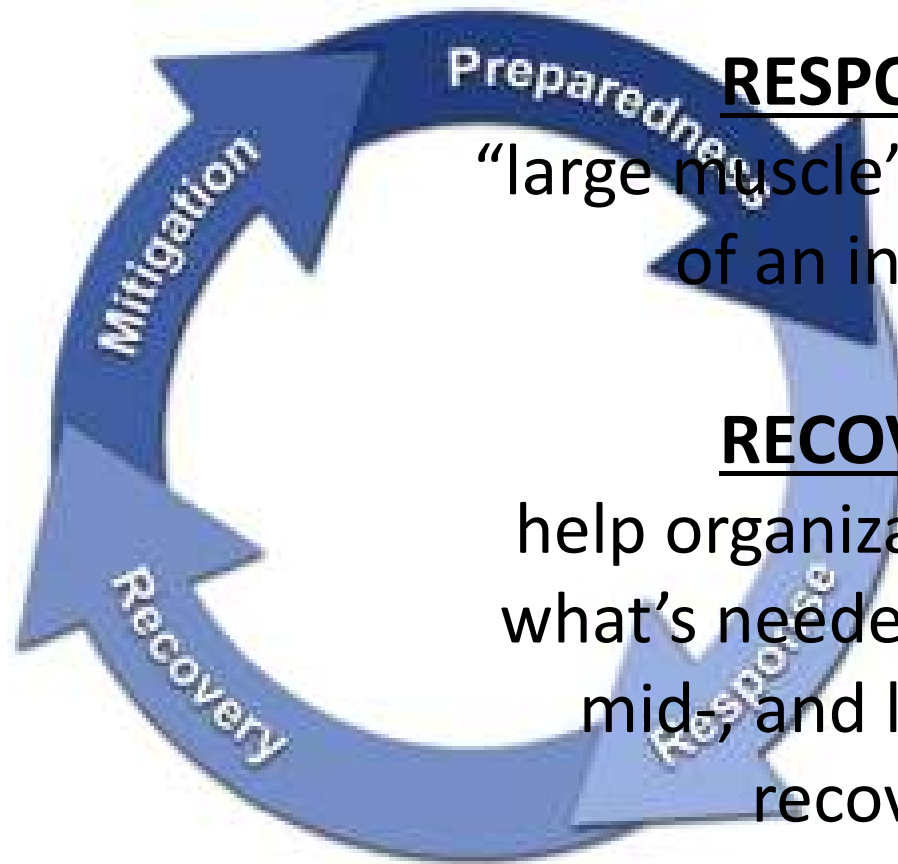 Preparedness
RESPO
“large muscle”
of an in
Mitigation
RECOV
help organiza
what’s neede
Response
mid-, and l
Recovery
recov